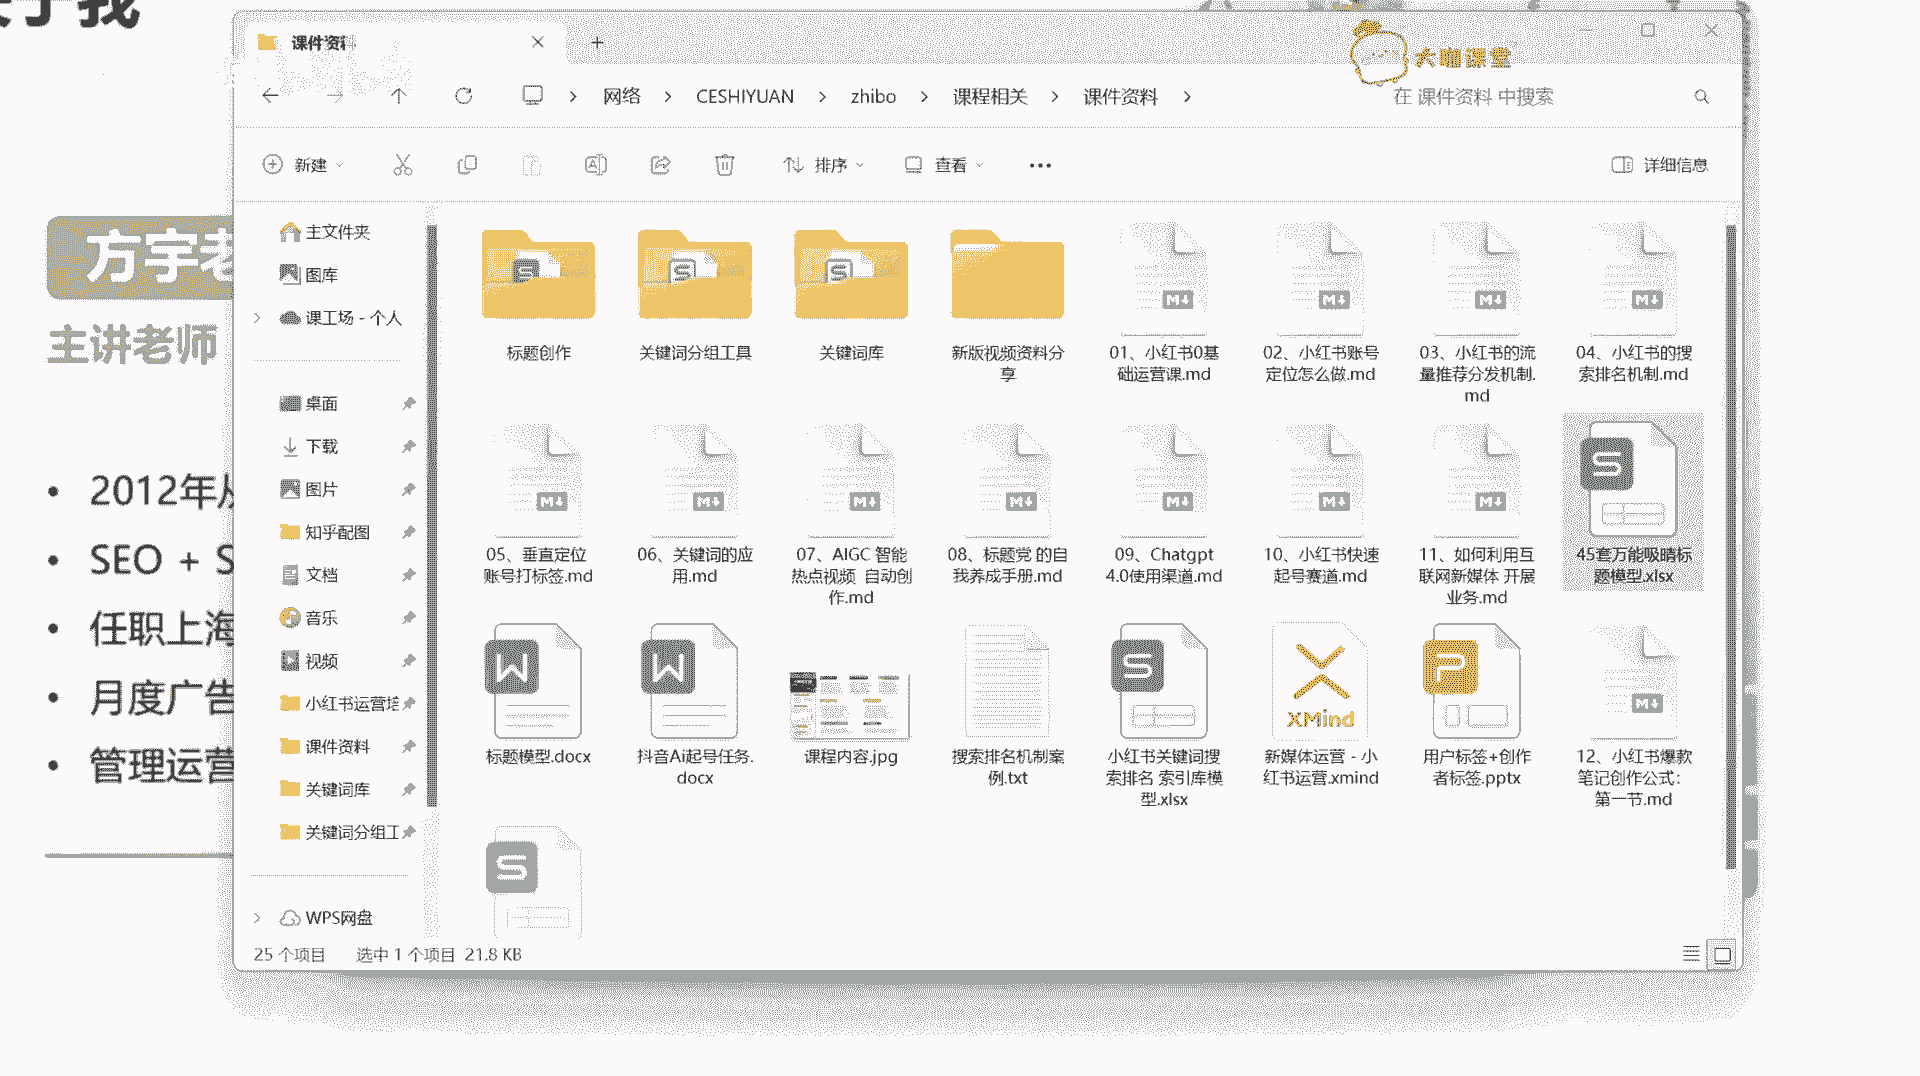 关于我
课件资料
大咖课堂
网络 CESHIYUAN zhibo 课程相关 课件资料
在 课件资料 中搜索
新建
A
排序
查看
详细信息
主文件夹
图库
课工场 - 个人
桌面
下载
图片
知乎配图
文档
音乐
视频
小红书运营培
课件资料
关键词库
关键词分组工
WPS网盘
标题创作
关键词分组工具
关键词库
新版视频资料分
享
01、小红书0基
础运营课.md
02、小红书账号
定位怎么做.md
03、小红书的流
量推荐分发机制.
md
04、小红书的搜
索排名机制.md
05、垂直定位
账号打标签.md
06、关键词的应
用.md
07、AIGC 智能
热点视频 自动创
作.md
08、标题党 的自
我养成手册.md
09、Chatgpt
4.0使用渠道.md
10、小红书快速
起号赛道.md
11、如何利用互
联网新媒体 开展
业务.md
45套万能吸睛标
题模型.xlsx
标题模型.docx
抖音Ai起号任务.
docx
课程内容.jpg
搜索排名机制案
例.txt
小红书关键词搜
索排名 索引库模
型.xlsx
XMind
新媒体运营 - 小
红书运营.xmind
用户标签+创作
者标签.pptx
12、小红书爆款
笔记创作公式：
第一节.md
25 个项目 选中 1 个项目 21.8 KB
方宇老
主讲老师
• 2012年从
• SEO + S
• 任职上海
• 月度广告
• 管理运营